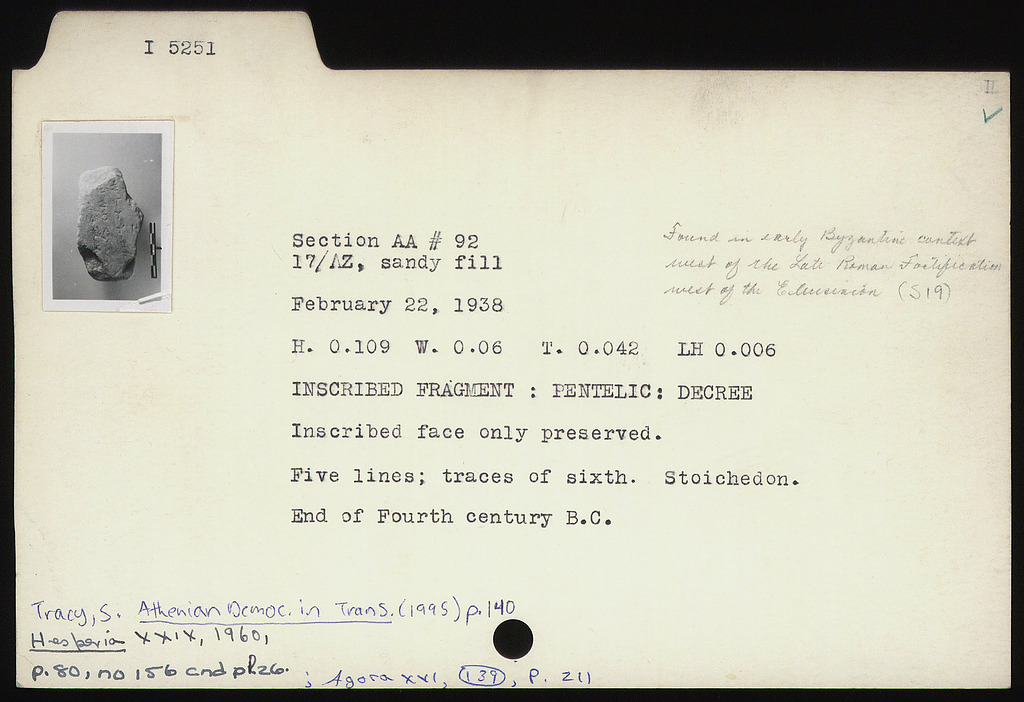 I 5251
II
Section AA # 92
17/AZ, sandy fill
Found in early Byzantine context
west of the Late Roman Fortification
west of the Eleusinion (S19)
February 22, 1938
H. 0.109 W. 0.06 T. 0.042 LH 0.006
INSCRIBED FRAGMENT : PENTELIC: DECREE
Inscribed face only preserved.
Five lines; traces of sixth. Stoichedon.
End of Fourth century B.C.
Tracy, S. Athenian Democ. in Trans. (1995) p. 140
Hesperia XXIX, 1960,
p. 80, no 156 and pl 26.
; Agora XXI, 139, P. 211